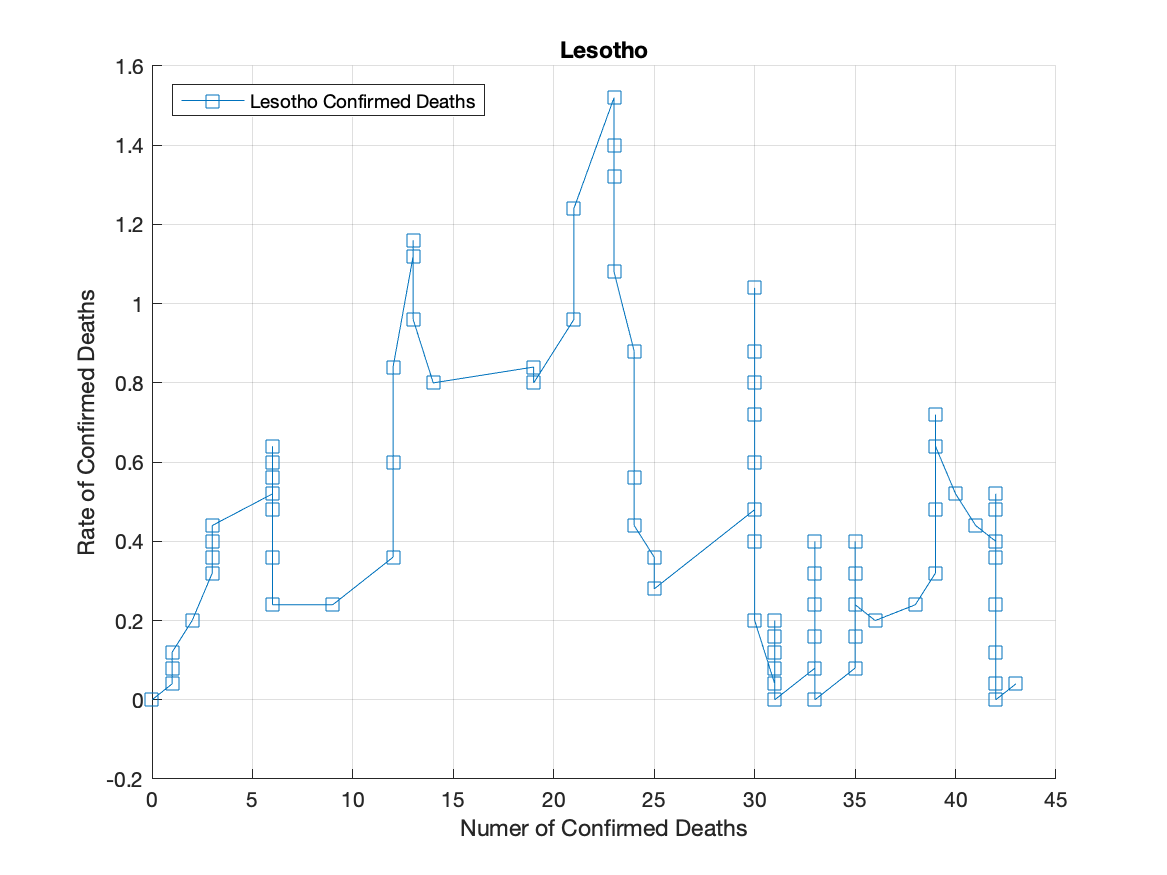 Lesotho
Lesotho Confirmed Deaths
Rate of Confirmed Deaths
1.6
1.4
1.2
1
0.8
0.6
0.4
0.2
0
-0.2
0 5 10 15 20 25 30 35 40 45
Numer of Confirmed Deaths